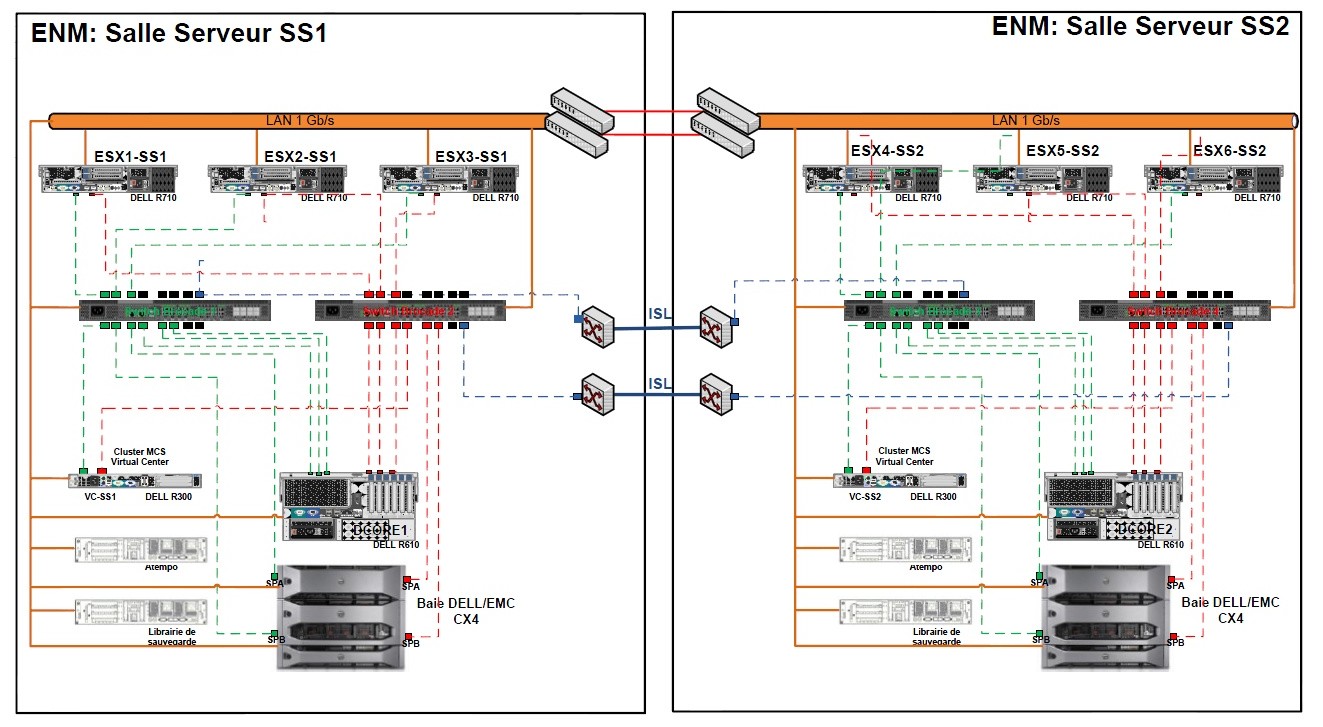 ENM: Salle Serveur SS1
ENM: Salle Serveur SS2
LAN 1 Gb/s
LAN 1 Gb/s
ESX1-SS1
ESX2-SS1
ESX3-SS1
ESX4-SS2
ESX5-SS2
ESX6-SS2
DELL R710
DELL R710
DELL R710
DELL R710
DELL R710
DELL R710
ISL
ISL
Cluster MCS
Virtual Center
VC-SS1
DELL R300
Cluster MCS
Virtual Center
VC-SS2
DELL R300
DCORE1
DELL R610
DCORE2
DELL R610
Atempo
Atempo
SPA
SPA
SPA
SPA
Baie DELL/EMC
CX4
Baie DELL/EMC
CX4
Librairie de
sauvegarde
Librairie de
sauvegarde
SPB
SPB
SPB
SPB